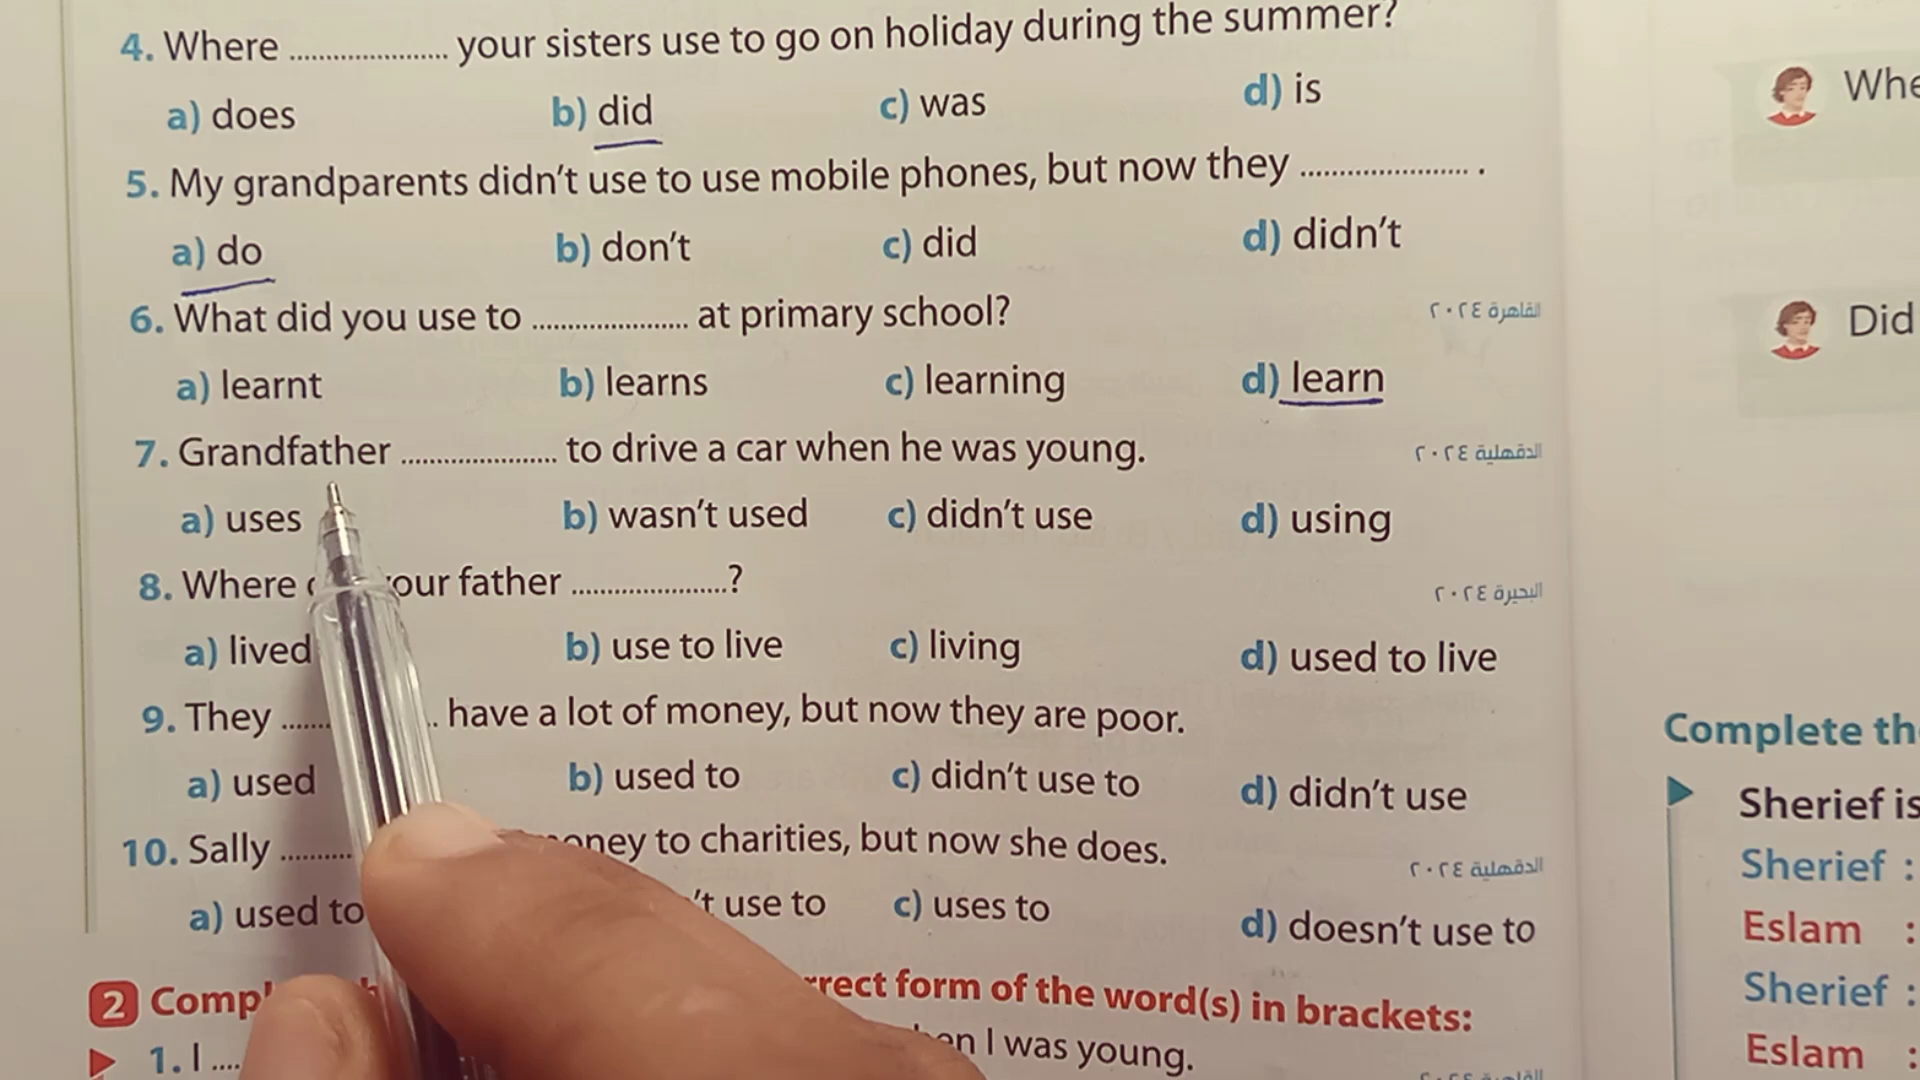 4. Where ...................... your sisters use to go on holiday during the summer?
a) does b) did c) was d) is
5. My grandparents didn't use to use mobile phones, but now they ....................... .
a) do b) don't c) did d) didn't
6. What did you use to ...................... at primary school? القاهرة ٢٠٢٤
a) learnt b) learns c) learning d) learn
7. Grandfather ...................... to drive a car when he was young. الدقهلية ٢٠٢٤
a) uses b) wasn't used c) didn't use d) using
8. Where your father ......................? البحيرة ٢٠٢٤
a) lived b) use to live c) living d) used to live
9. They ....... . have a lot of money, but now they are poor.
a) used b) used to c) didn't use to d) didn't use
10. Sally .......... to charities, but now she does. الدقهلية ٢٠٢٤
a) used to 't use to c) uses to d) doesn't use to
2 form of the word(s) in brackets:
1. I .... I was young.
Did
Complete
Sherief is
Sherief :
Eslam :
Sherief :
Eslam :